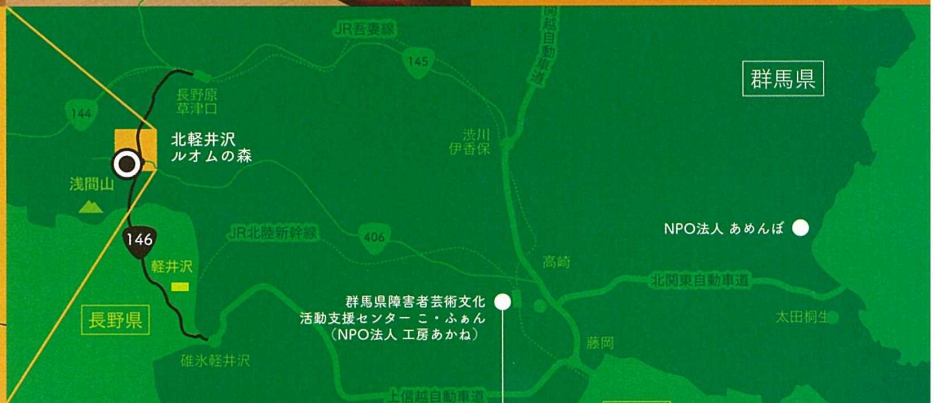 JR吾妻線
関越自動車道
145
群馬県
長野原
草津口
144
北軽井沢
ルオムの森
渋川
伊香保
浅間山
146
JR北陸新幹線
406
NPO法人 あめんぼ
軽井沢
高崎
北関東自動車道
群馬県障害者芸術文化
活動支援センター こ・ふぁん
(NPO法人 工房あかね)
長野県
太田桐生
藤岡
碓氷軽井沢
上信越自動車道